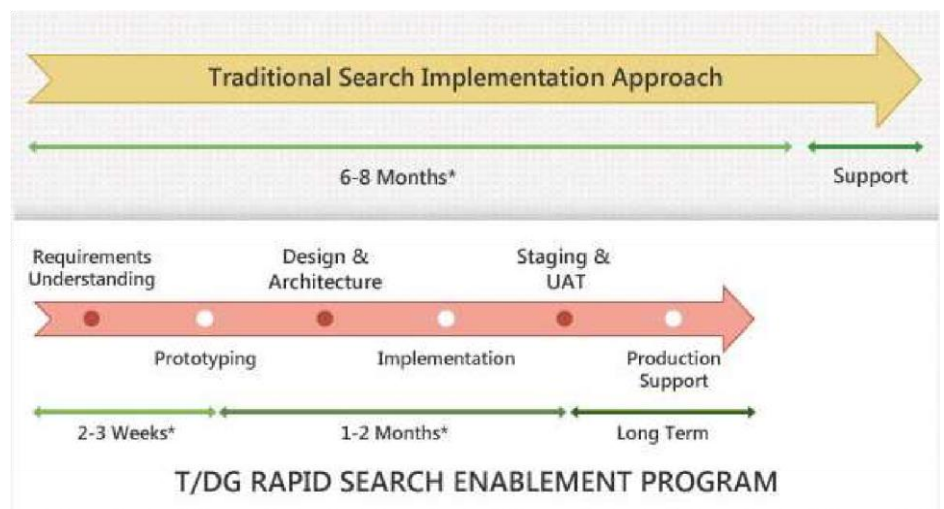 Traditional Search Implementation Approach
6-8 Months*
Support
Requirements
Understanding
Design &
Architecture
Staging &
UAT
Prototyping
Implementation
Production
Support
2-3 Weeks*
1-2 Months*
Long Term
T/DG RAPID SEARCH ENABLEMENT PROGRAM